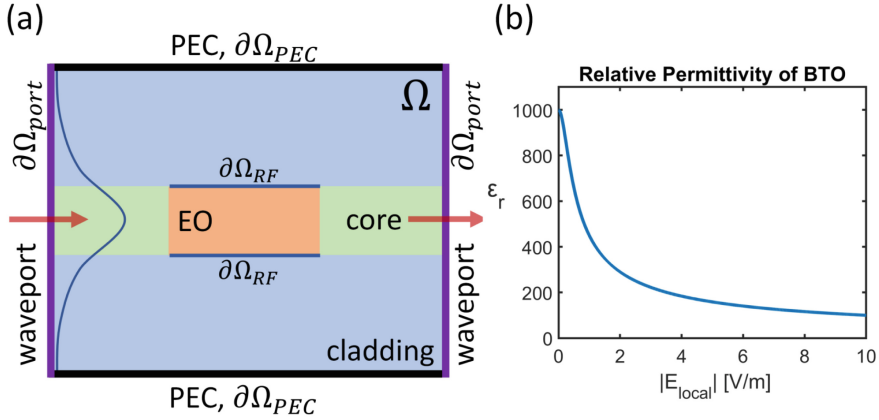 (a)
PEC, ∂Ω_PEC
∂Ω_port
Ω
∂Ω_port
∂Ω_RF
EO
core
∂Ω_RF
waveport
waveport
cladding
PEC, ∂Ω_PEC
(b)
Relative Permittivity of BTO
1000
800
600
ε_r
400
200
0
0 2 4 6 8 10
|E_local| [V/m]